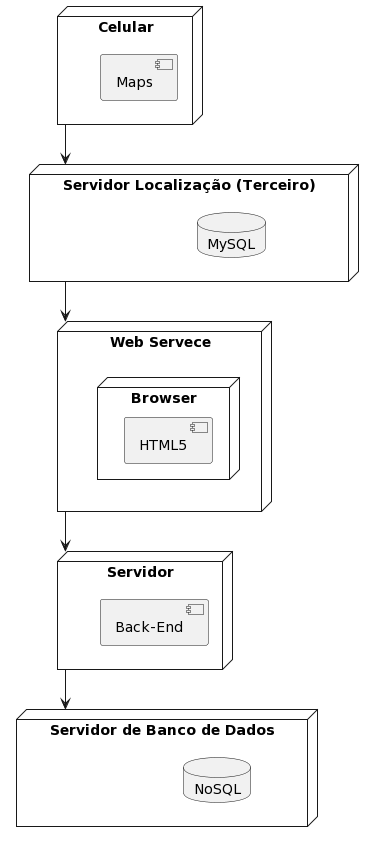 Celular
Maps
Servidor Localização (Terceiro)
MySQL
Web Servece
Browser
HTML5
Servidor
Back-End
Servidor de Banco de Dados
NoSQL